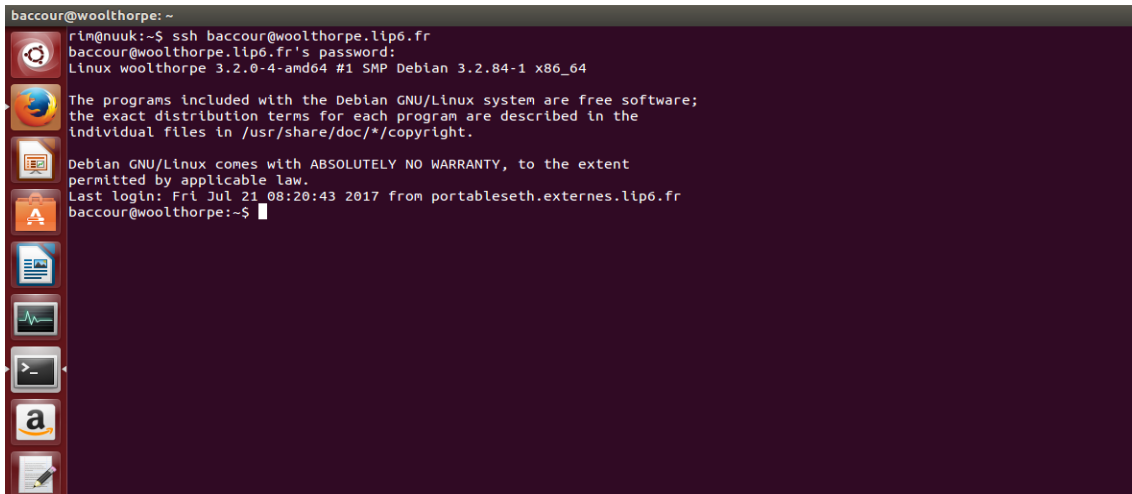 baccour@woolthorpe: ~
rim@nuuk:~$ ssh baccour@woolthorpe.lip6.fr
baccour@woolthorpe.lip6.fr's password:
Linux woolthorpe 3.2.0-4-amd64 #1 SMP Debian 3.2.84-1 x86_64
The programs included with the Debian GNU/Linux system are free software;
the exact distribution terms for each program are described in the
individual files in /usr/share/doc/*/copyright.
Debian GNU/Linux comes with ABSOLUTELY NO WARRANTY, to the extent
permitted by applicable law.
Last login: Fri Jul 21 08:20:43 2017 from portableseth.externes.lip6.fr
baccour@woolthorpe:~$
>_
a